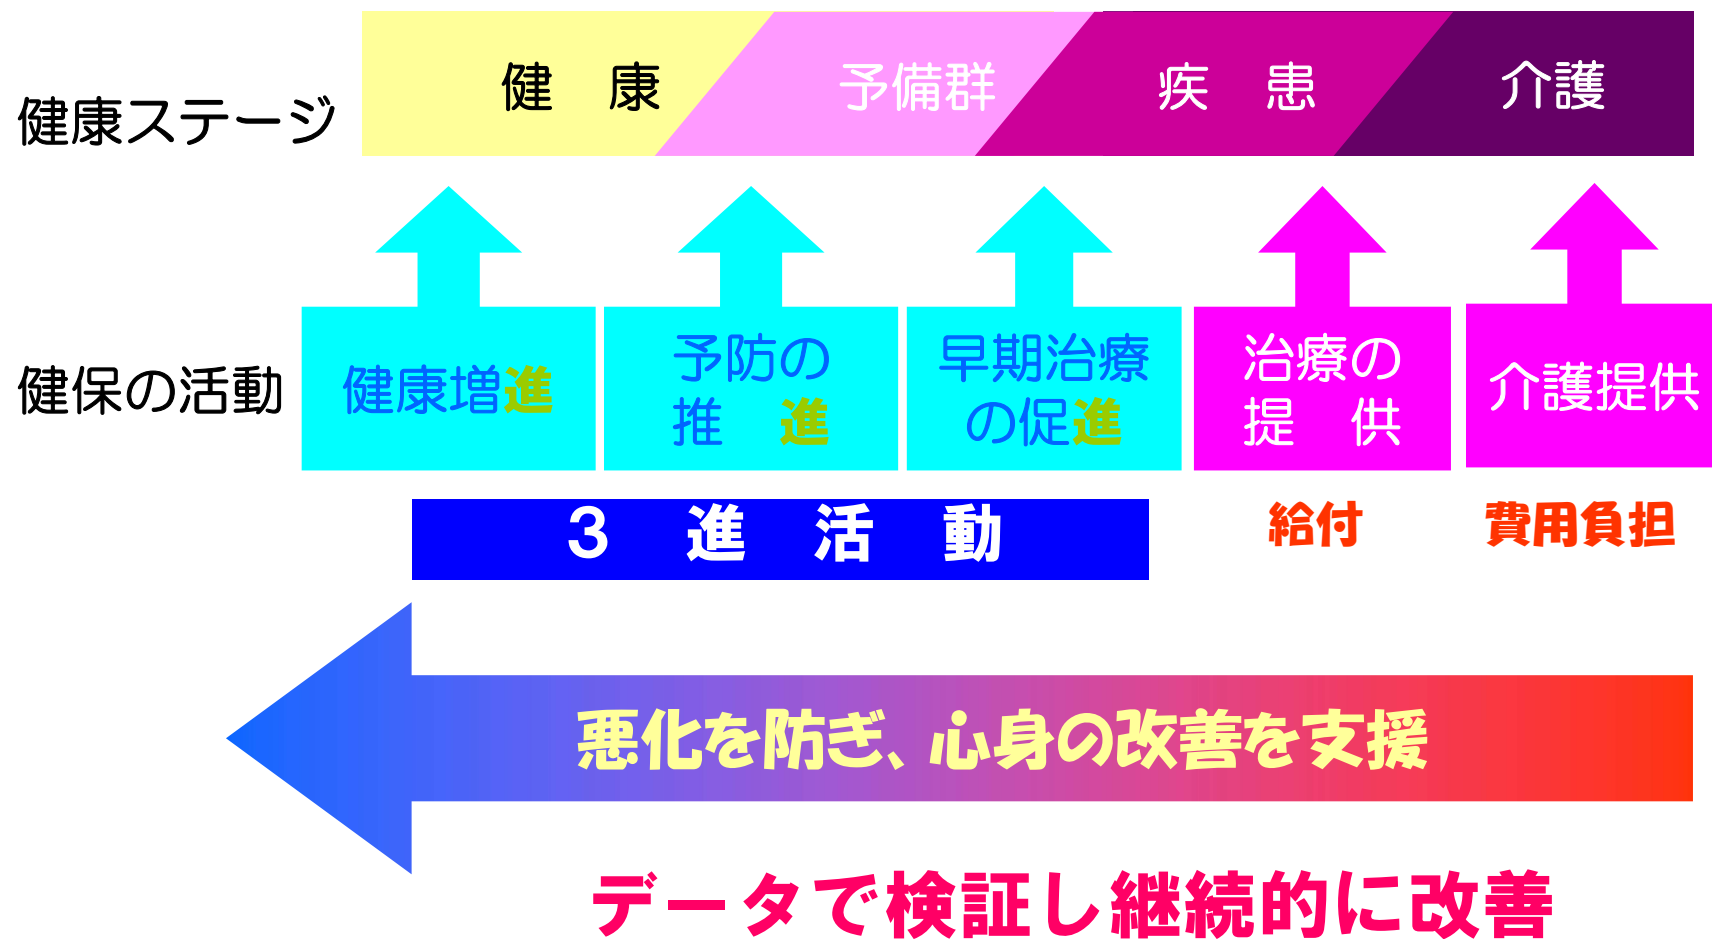 健康ステージ
健　康
予備群
疾　患
介護
健保の活動
健康増進
予防の
推　進
早期治療
の促進
治療の
提　供
介護提供
３　進　活　動
給付
費用負担
悪化を防ぎ、心身の改善を支援
データで検証し継続的に改善